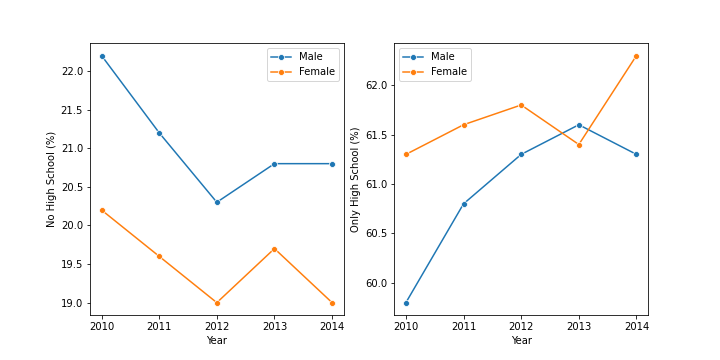 No High School (%)
22.0
21.5
21.0
20.5
20.0
19.5
19.0
2010 2011 2012 2013 2014
Year
Male
Female
Only High School (%)
62.0
61.5
61.0
60.5
60.0
2010 2011 2012 2013 2014
Year
Male
Female